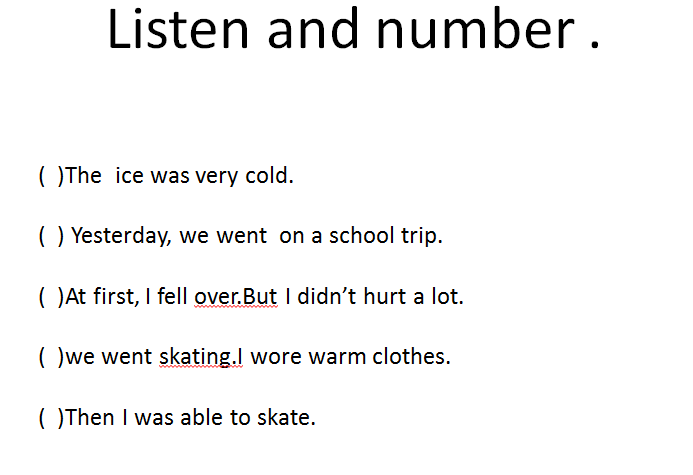 Listen and number .
( )The  ice was very cold.
( ) Yesterday, we went  on a school trip.
( )At first, I fell over.But I didn’t hurt a lot.
( )we went skating.I wore warm clothes.
( )Then I was able to skate.